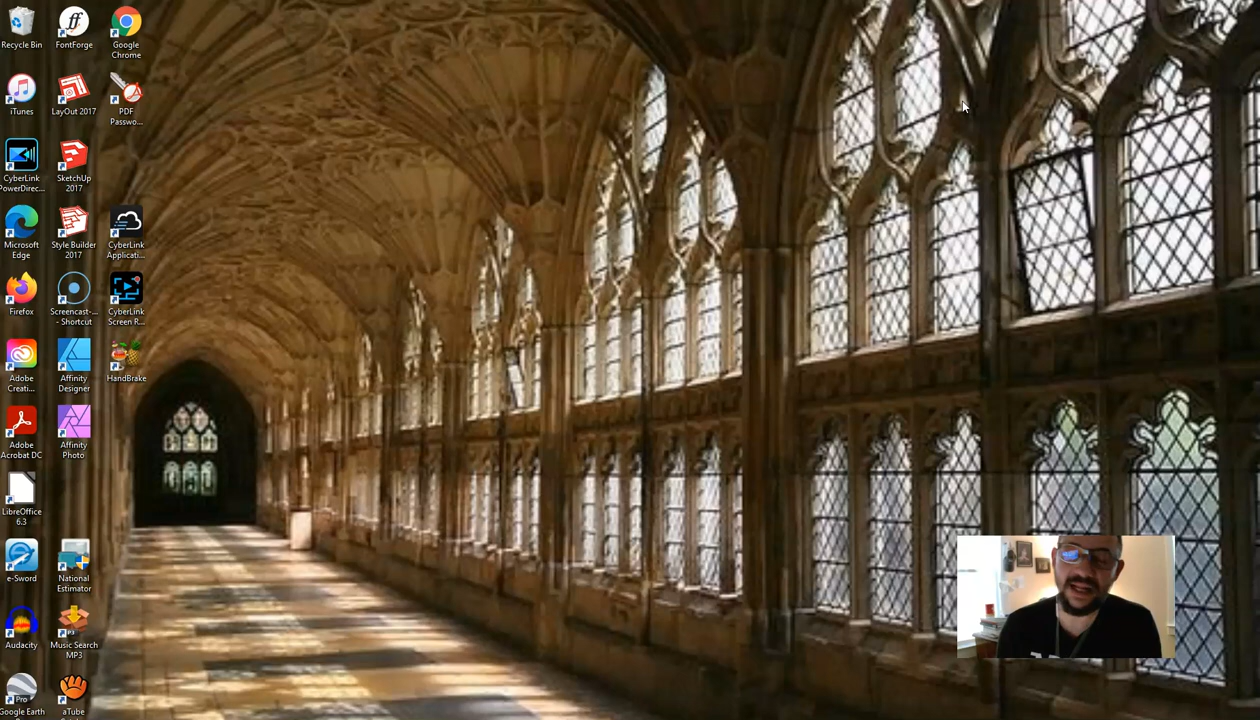 Recycle Bin
FontForge
Google
Chrome
iTunes
LayOut 2017
PDF
Passwo...
CyberLink
PowerDirec...
SketchUp
2017
Microsoft
Edge
Style Builder
2017
CyberLink
Applicati...
Firefox
Screencast-...
- Shortcut
CyberLink
Screen R...
Adobe
Creati...
Affinity
Designer
HandBrake
Adobe
Acrobat DC
Affinity
Photo
LibreOffice
6.3
e-Sword
National
Estimator
Audacity
Music Search
MP3
Pro
Google Earth
aTube